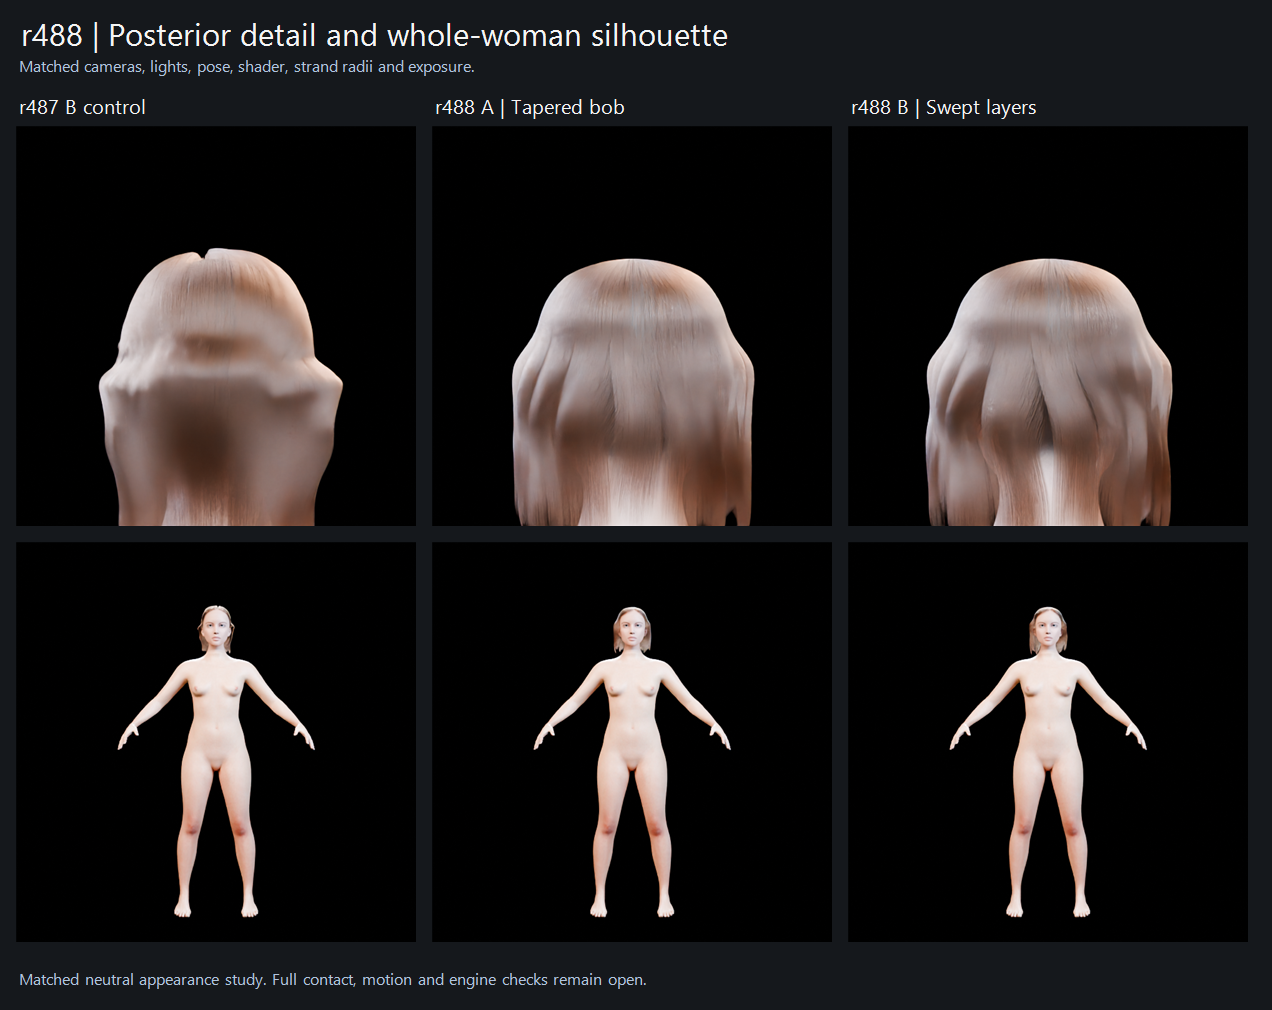 r488 | Posterior detail and whole-woman silhouette
Matched cameras, lights, pose, shader, strand radii and exposure.
r487 B control
r488 A | Tapered bob
r488 B | Swept layers
Matched neutral appearance study. Full contact, motion and engine checks remain open.